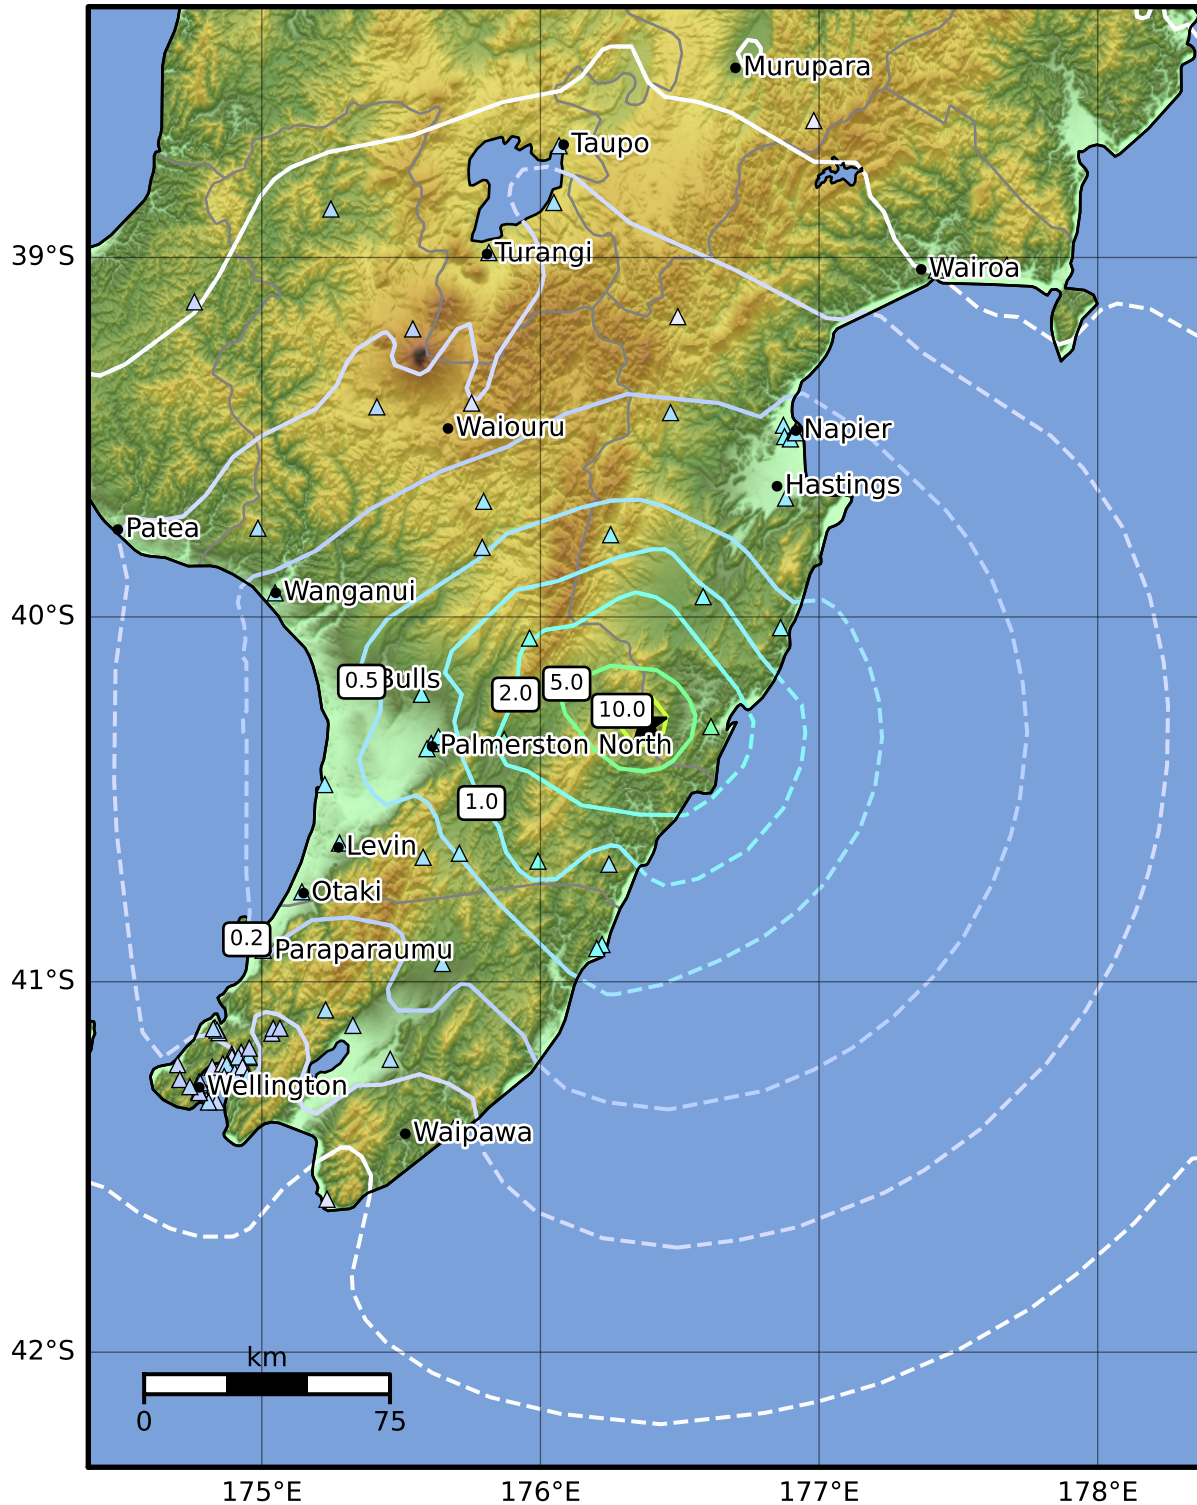 Murupara
Taupo
39°S
Turangi
Wairoa
Waiouru
Napier
Hastings
Patea
Wanganui
40°S
0.5
Bulls
2.0
5.0
10.0
Palmerston North
1.0
Levin
Otaki
0.2
Paraparaumu
41°S
Wellington
Waipawa
42°S
km
0
75
175°E
176°E
177°E
178°E